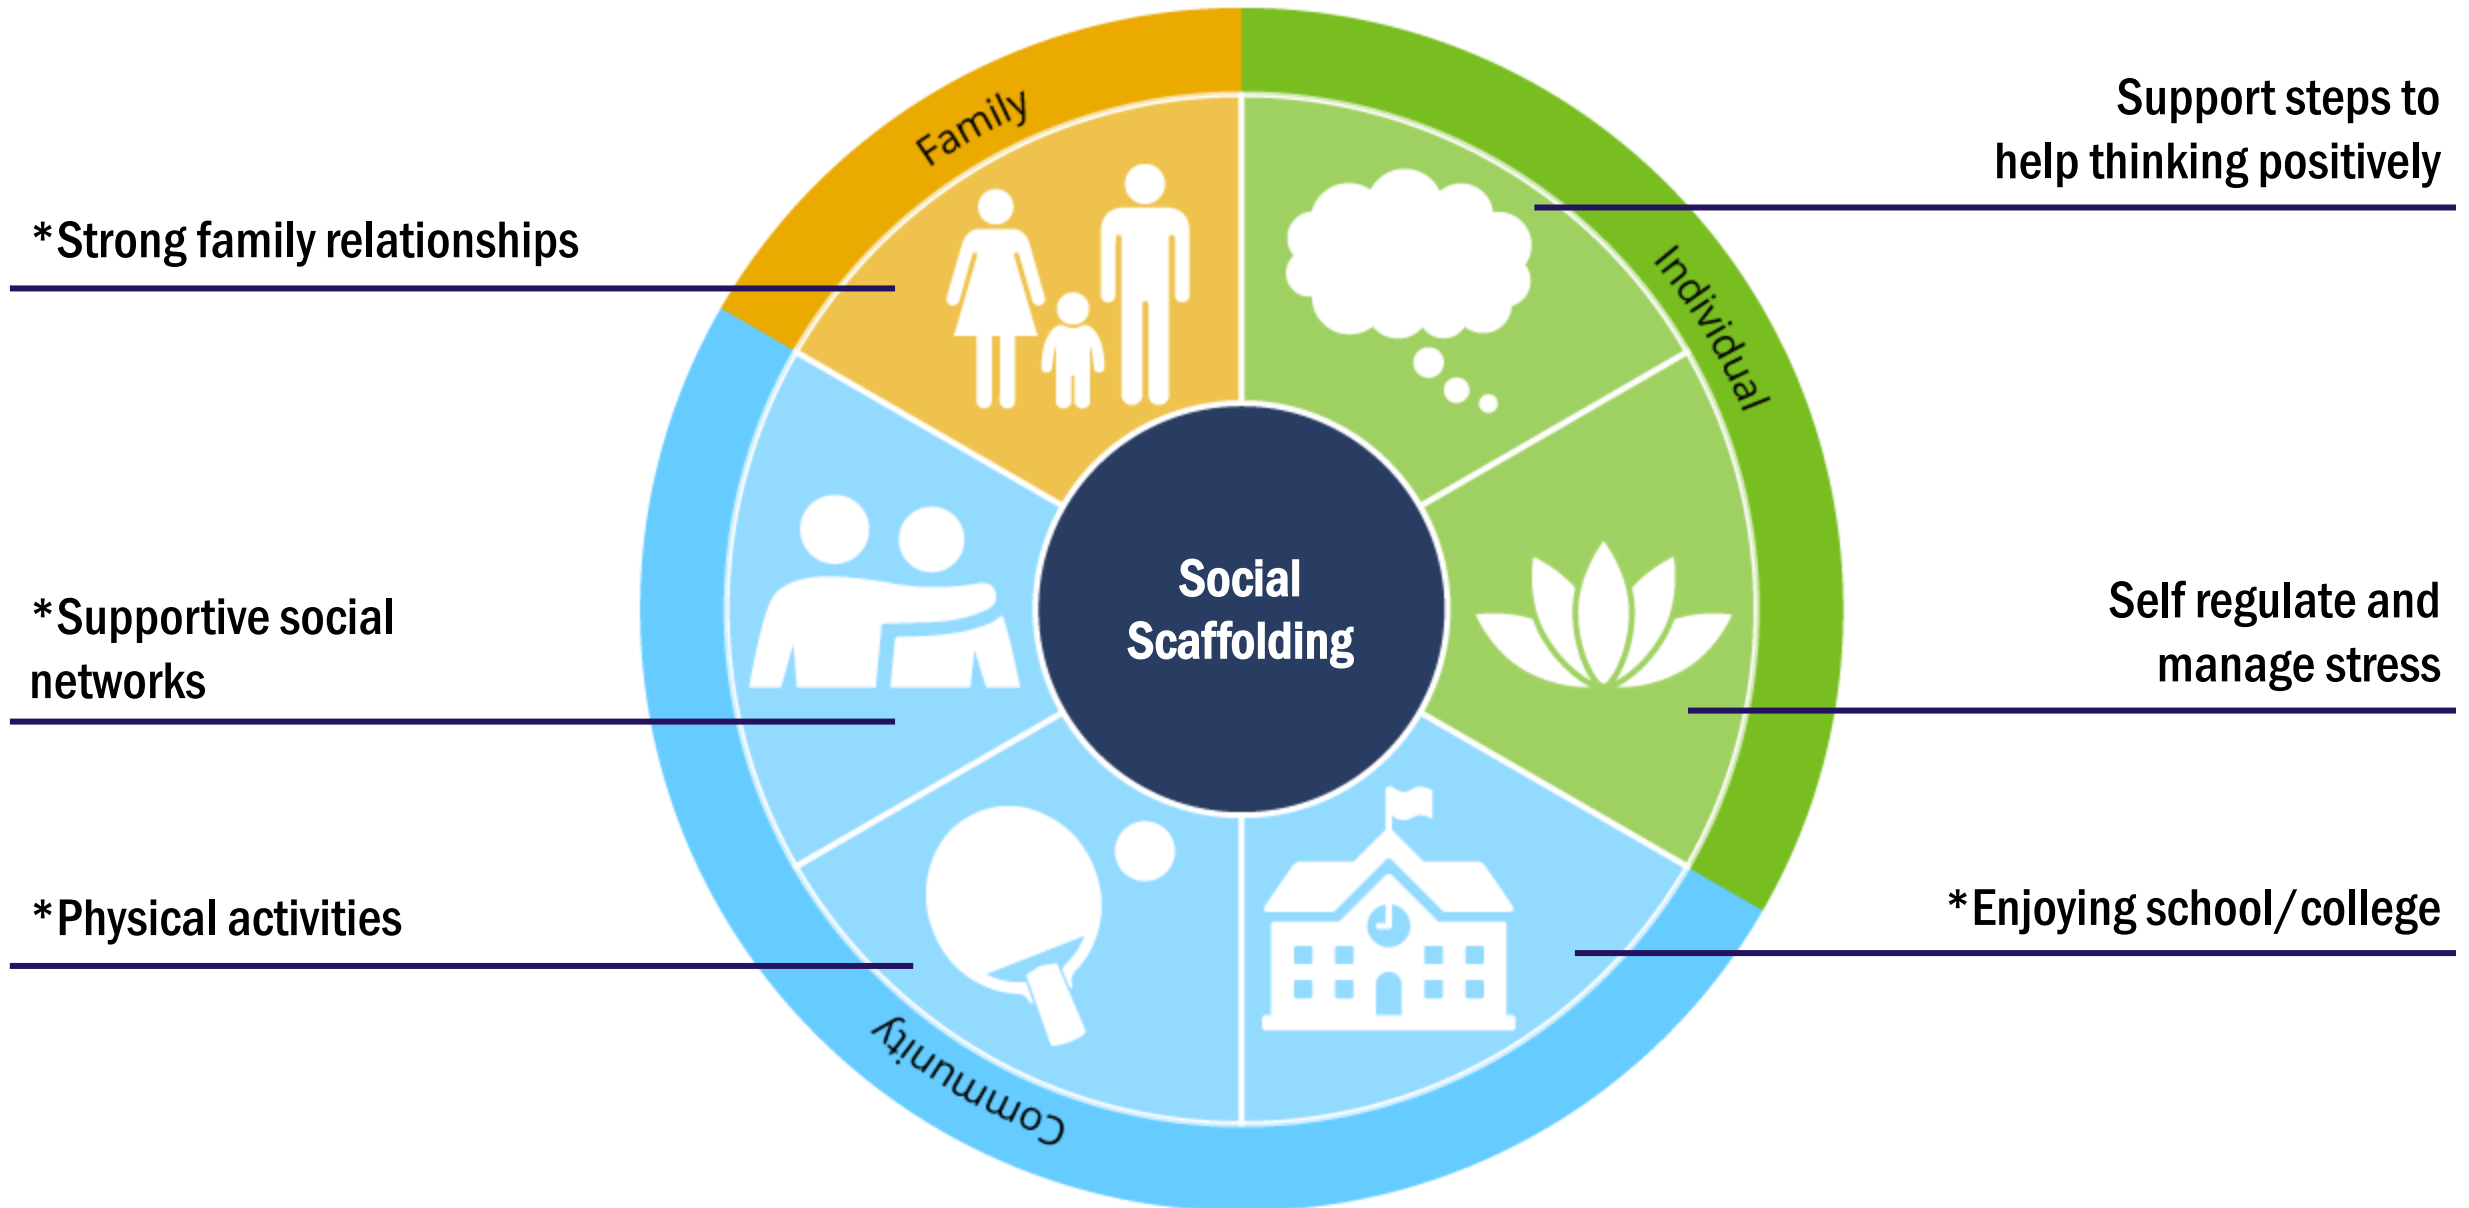 Family
Support steps to
help thinking positively
*Strong family relationships
Individual
Social
Scaffolding
*Supportive social
networks
Self regulate and
manage stress
*Physical activities
*Enjoying school/college
Community